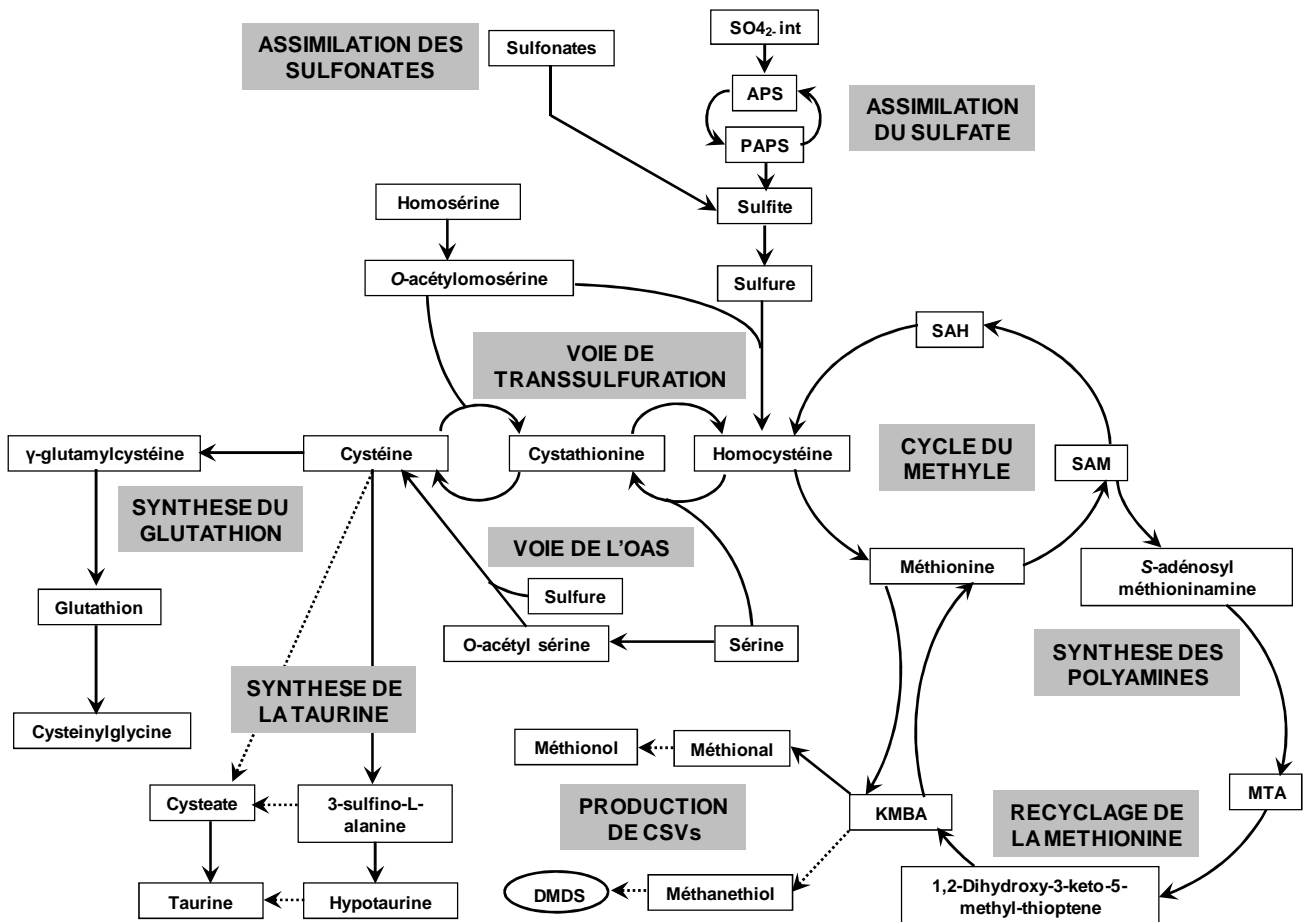 ASSIMILATION DES
SULFONATES
Sulfonates
SO4₂₋ int
APS
ASSIMILATION
DU SULFATE
PAPS
Sulfite
Homosérine
O-acétylomosérine
Sulfure
SAH
VOIE DE
TRANSSULFURATION
γ-glutamylcystéine
Cystéine
Cystathionine
Homocystéine
CYCLE DU
METHYLE
SAM
SYNTHESE DU
GLUTATHION
VOIE DE L'OAS
Méthionine
S-adénosyl
méthioninamine
Glutathion
Sulfure
O-acétyl sérine
Sérine
SYNTHESE DES
POLYAMINES
SYNTHESE DE
LA TAURINE
Cysteinylglycine
Méthionol
Méthional
Cysteate
3-sulfino-L-
alanine
PRODUCTION
DE CSVs
KMBA
RECYCLAGE DE
LA METHIONINE
MTA
Taurine
Hypotaurine
DMDS
Méthanethiol
1,2-Dihydroxy-3-keto-5-
methyl-thioptene